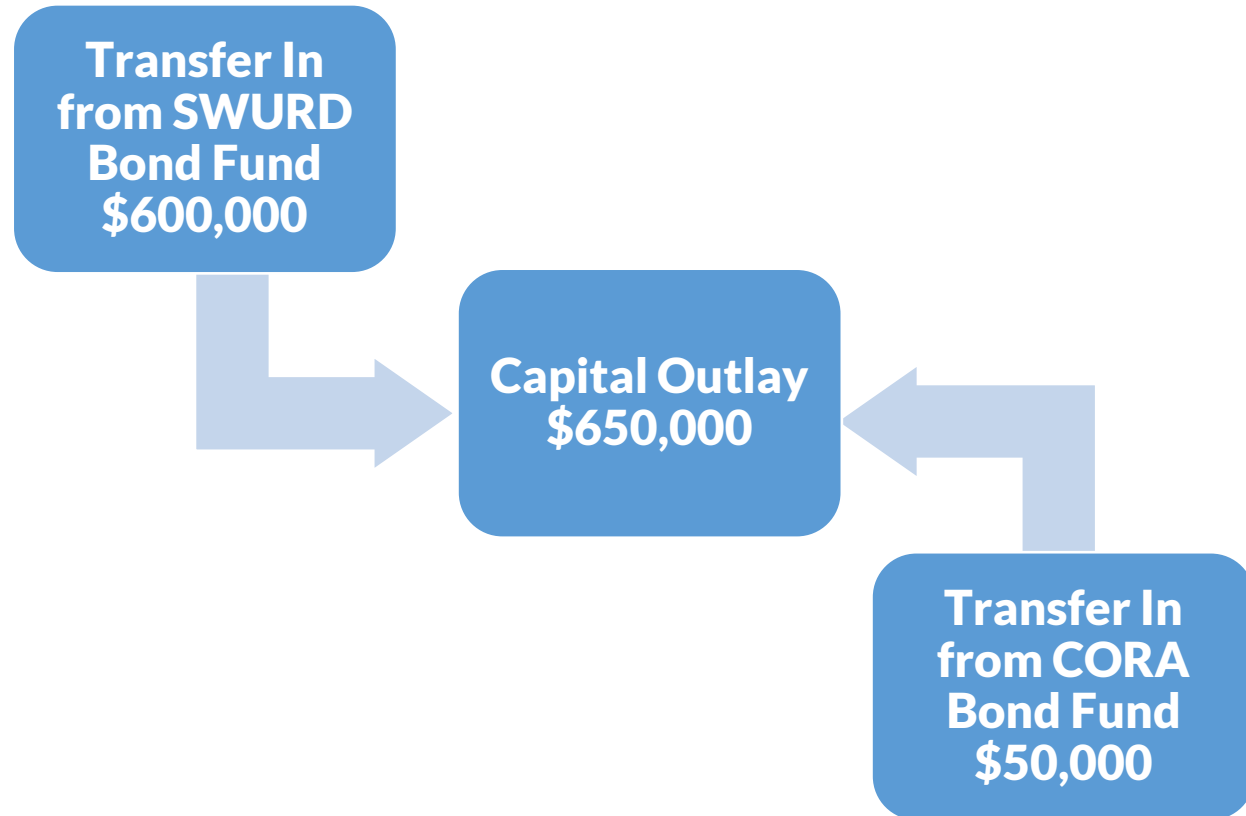 Transfer In
from SWURD
Bond Fund
$600,000
Capital Outlay
$650,000
Transfer In
from CORA
Bond Fund
$50,000